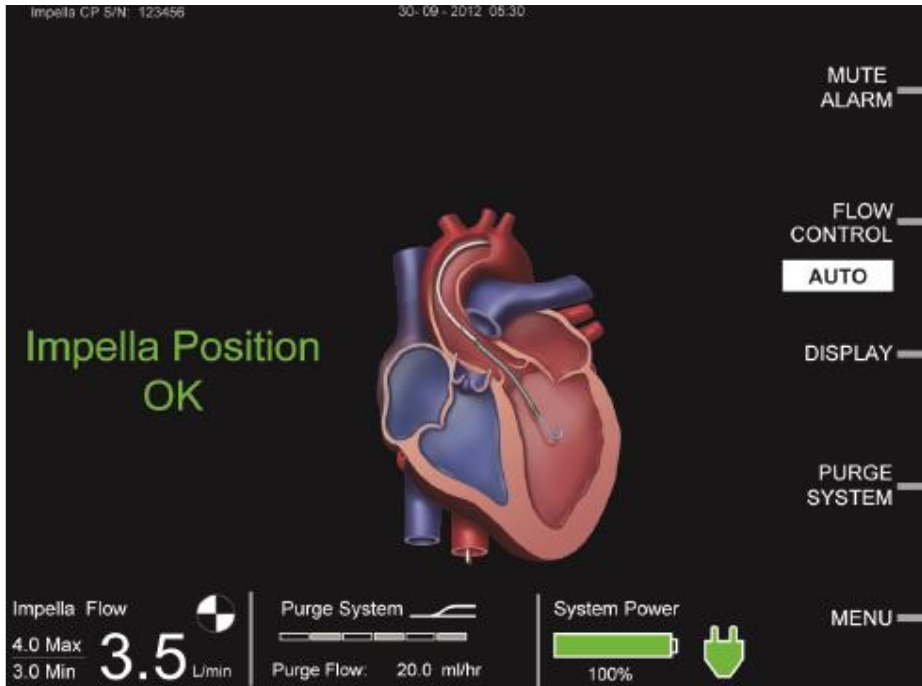 Impella CP S/N: 123456
30-09-2012 05:30
MUTE
ALARM
FLOW
CONTROL
AUTO
DISPLAY
PURGE
SYSTEM
MENU
Impella Position
OK
Impella Flow
4.0 Max
3.0 Min
3.5 L/min
Purge System
Purge Flow: 20.0 ml/hr
System Power
100%